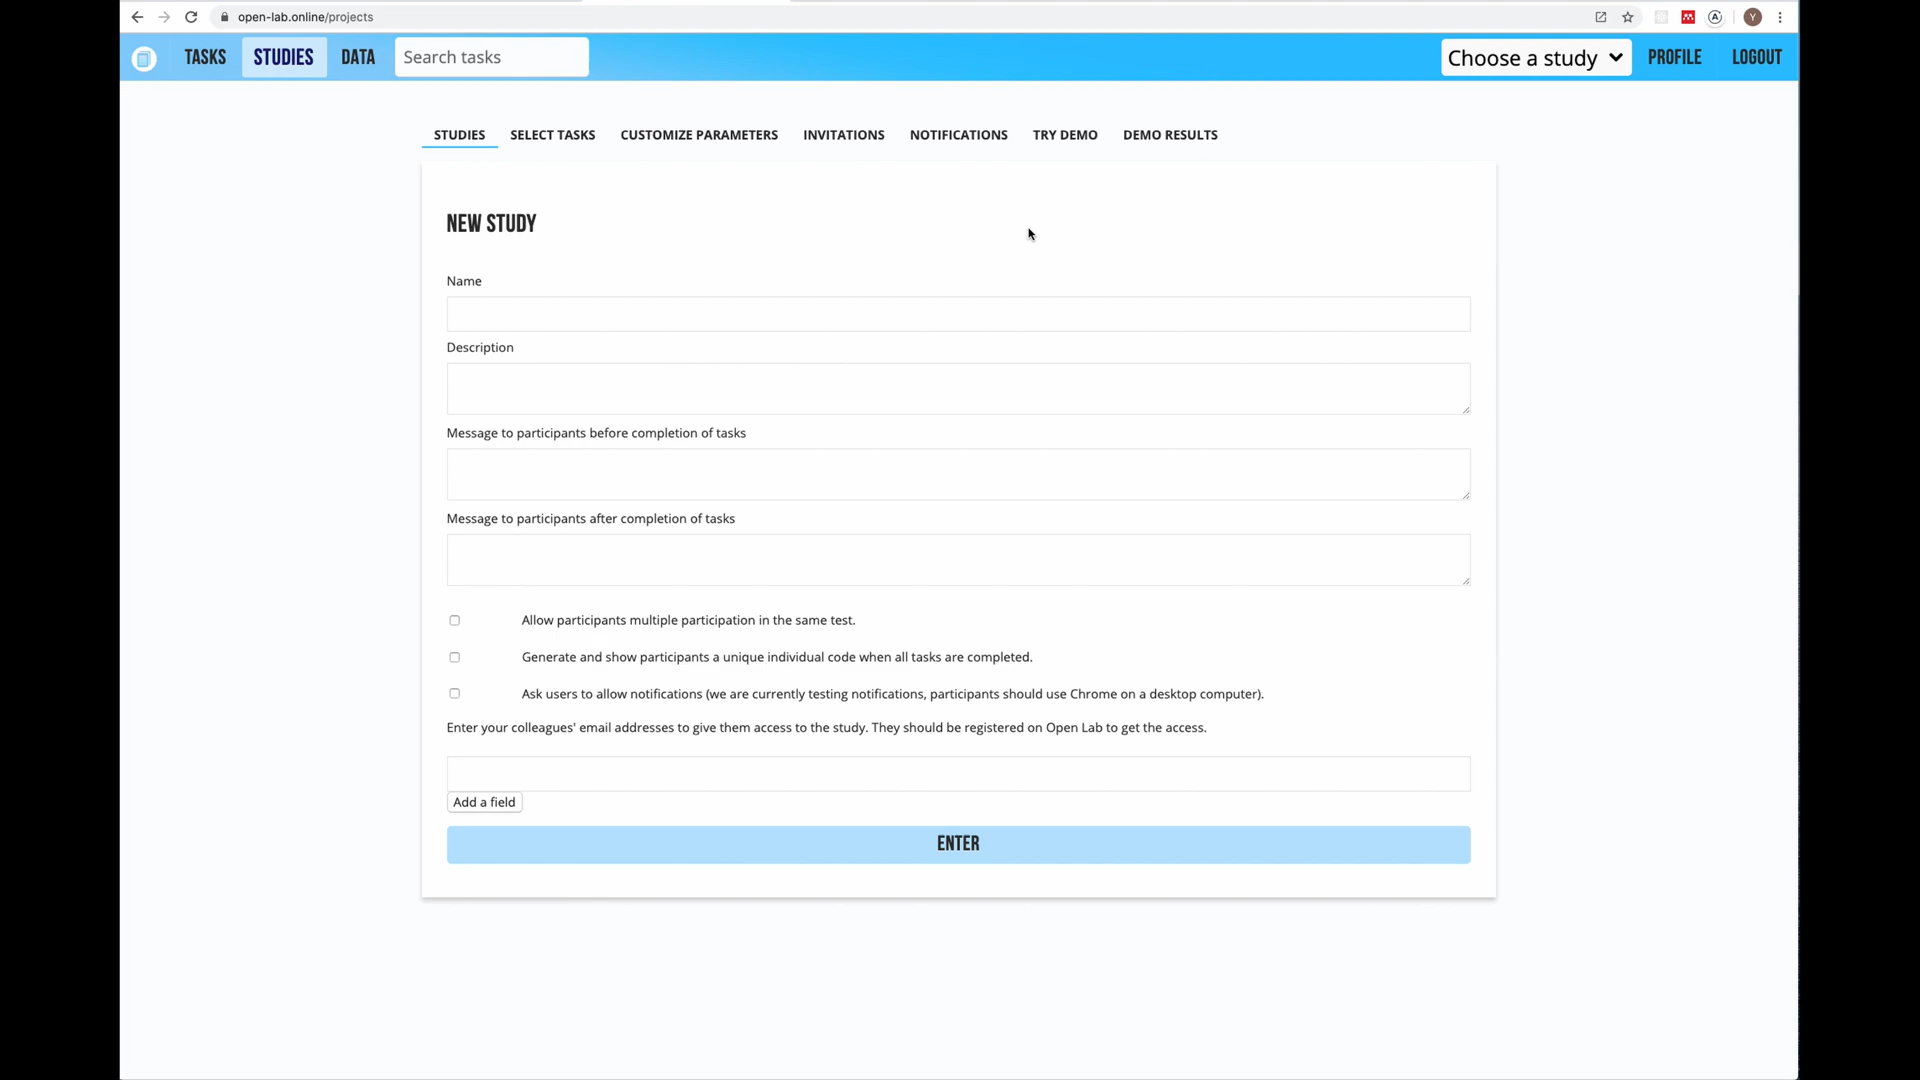 open-lab.online/projects
Y
TASKS STUDIES DATA Search tasks Choose a study PROFILE LOGOUT
STUDIES SELECT TASKS CUSTOMIZE PARAMETERS INVITATIONS NOTIFICATIONS TRY DEMO DEMO RESULTS
NEW STUDY
Name
Description
Message to participants before completion of tasks
Message to participants after completion of tasks
Allow participants multiple participation in the same test.
Generate and show participants a unique individual code when all tasks are completed.
Ask users to allow notifications (we are currently testing notifications, participants should use Chrome on a desktop computer).
Enter your colleagues' email addresses to give them access to the study. They should be registered on Open Lab to get the access.
Add a field
ENTER